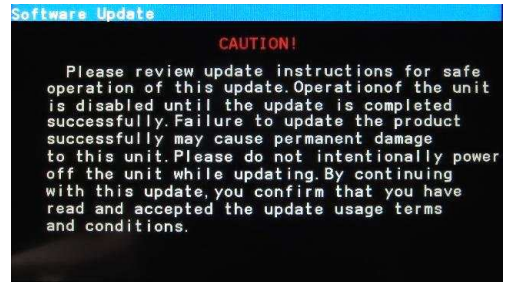 Software Update
CAUTION!
Please review update instructions for safe
operation of this update.Operationof the unit
is disabled until the update is completed
successfully.Failure to update the product
successfully may cause permanent damage
to this unit.Please do not intentionally power
off the unit while updating.By continuing
with this update,you confirm that you have
read and accepted the update usage terms
and conditions.